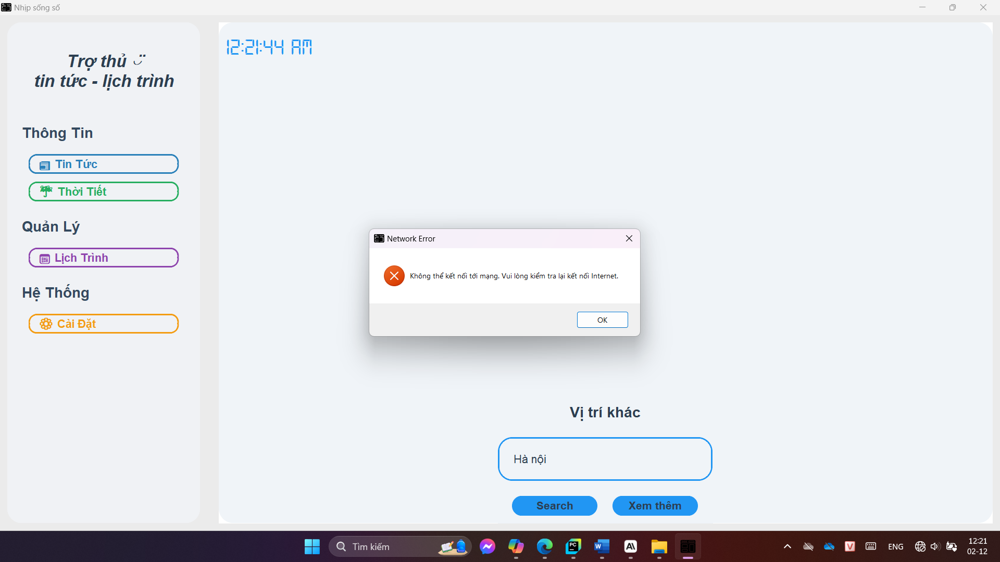 Nhịp sống số
Trợ thủ
tin tức - lịch trình
Thông Tin
Tin Tức
Thời Tiết
Quản Lý
Lịch Trình
Hệ Thống
Cài Đặt
12:21:44 AM
Network Error
Không thể kết nối tới mạng. Vui lòng kiểm tra lại kết nối Internet.
OK
Vị trí khác
Hà nội
Search
Xem thêm
Tìm kiếm
PC
W
V
ENG
12:21
02-12